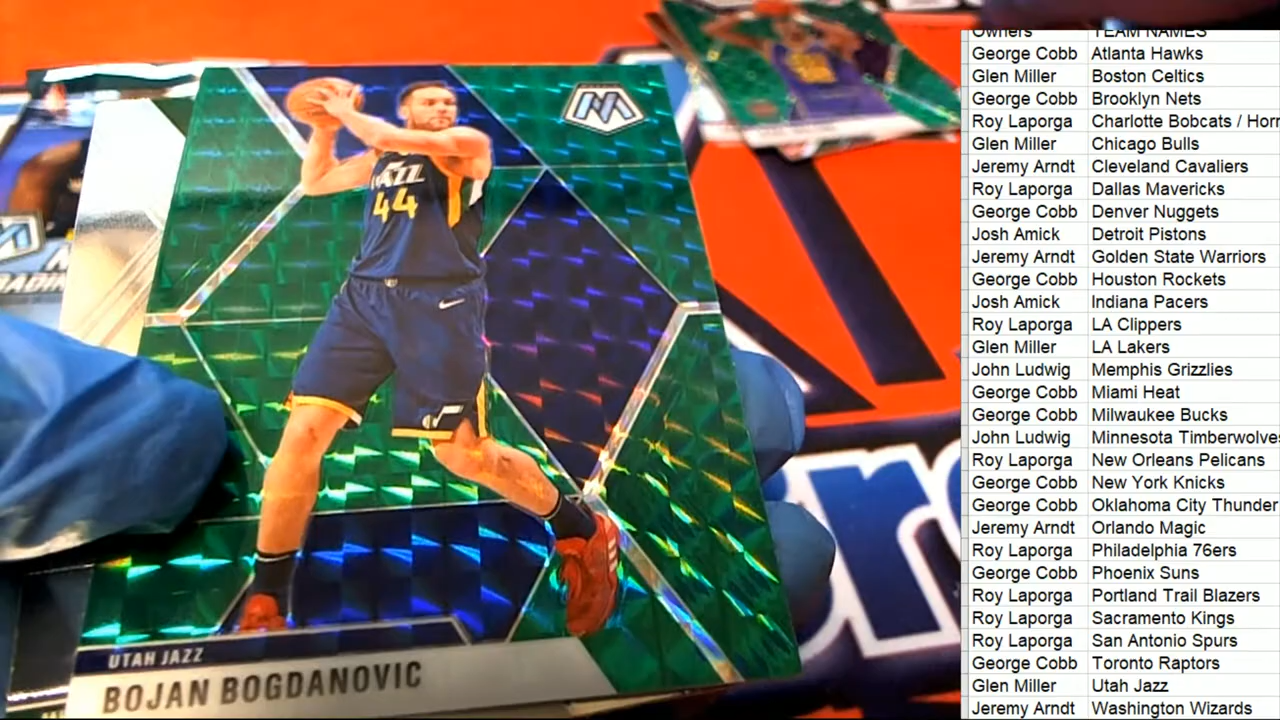 JAZZ
44
UTAH JAZZ
BOJAN BOGDANOVIC
Owners TEAM NAMES
George Cobb Atlanta Hawks
Glen Miller Boston Celtics
George Cobb Brooklyn Nets
Roy Laporga Charlotte Bobcats / Horn
Glen Miller Chicago Bulls
Jeremy Arndt Cleveland Cavaliers
Roy Laporga Dallas Mavericks
George Cobb Denver Nuggets
Josh Amick Detroit Pistons
Jeremy Arndt Golden State Warriors
George Cobb Houston Rockets
Josh Amick Indiana Pacers
Roy Laporga LA Clippers
Glen Miller LA Lakers
John Ludwig Memphis Grizzlies
George Cobb Miami Heat
George Cobb Milwaukee Bucks
John Ludwig Minnesota Timberwolves
Roy Laporga New Orleans Pelicans
George Cobb New York Knicks
George Cobb Oklahoma City Thunder
Jeremy Arndt Orlando Magic
Roy Laporga Philadelphia 76ers
George Cobb Phoenix Suns
Roy Laporga Portland Trail Blazers
Roy Laporga Sacramento Kings
Roy Laporga San Antonio Spurs
George Cobb Toronto Raptors
Glen Miller Utah Jazz
Jeremy Arndt Washington Wizards